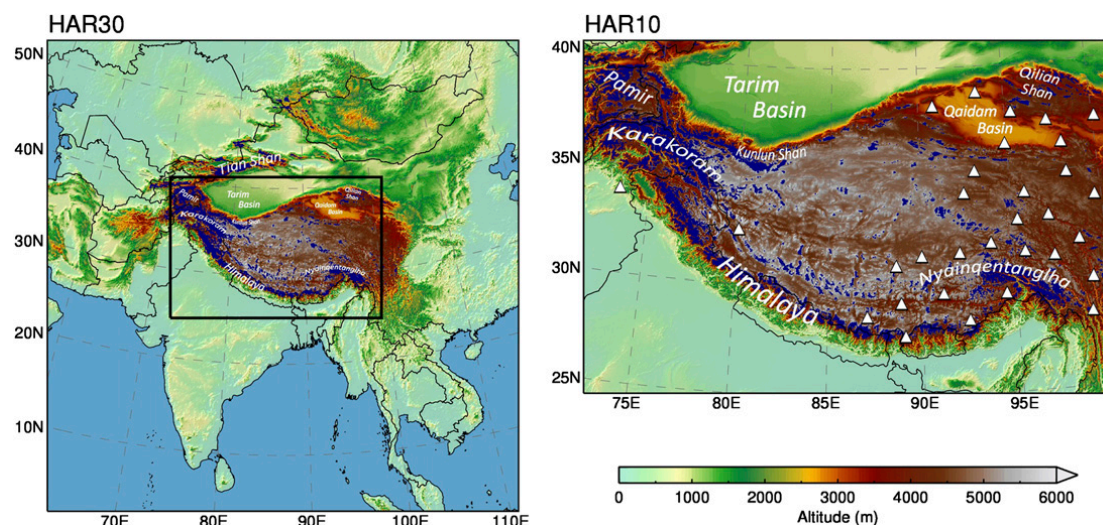 HAR30
50N
40N
30N
20N
10N
70E
80E
90E
100E
110E
Tian Shan
Tarim
Basin
Qilian
Shan
Qaidam
Basin
Pamir
Karakoram
Himalaya
Nyainqentanglha
HAR10
40N
35N
30N
25N
75E
80E
85E
90E
95E
Pamir
Tarim
Basin
Qilian
Shan
Qaidam
Basin
Karakoram
Kunlun Shan
Himalaya
Nyainqentanglha
0
1000
2000
3000
4000
5000
6000
Altitude (m)